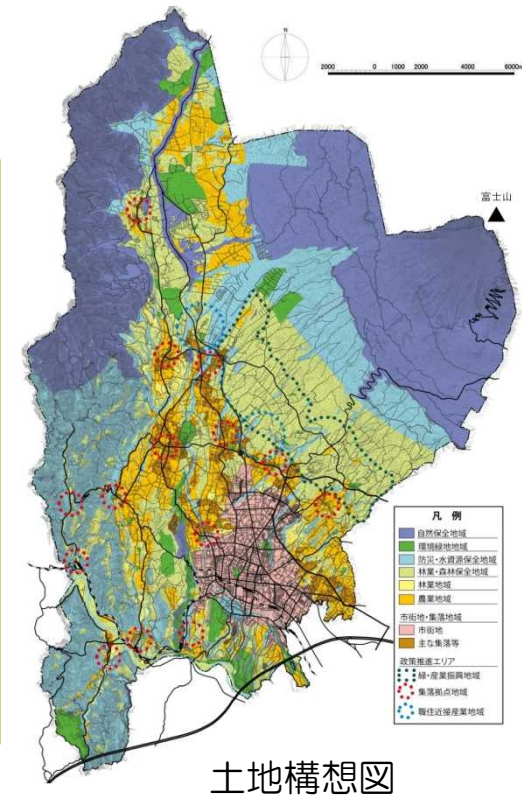 N
2000 0 1000 2000 4000 6000m
富士山
凡 例
自然保全地域
環境緑地地域
防災・水資源保全地域
林業・森林保全地域
林業地域
農業地域
市街地・集落地域
市街地
主な集落等
政策推進エリア
緑・産業振興地域
集落拠点地域
職住近接産業地域
土地構想図